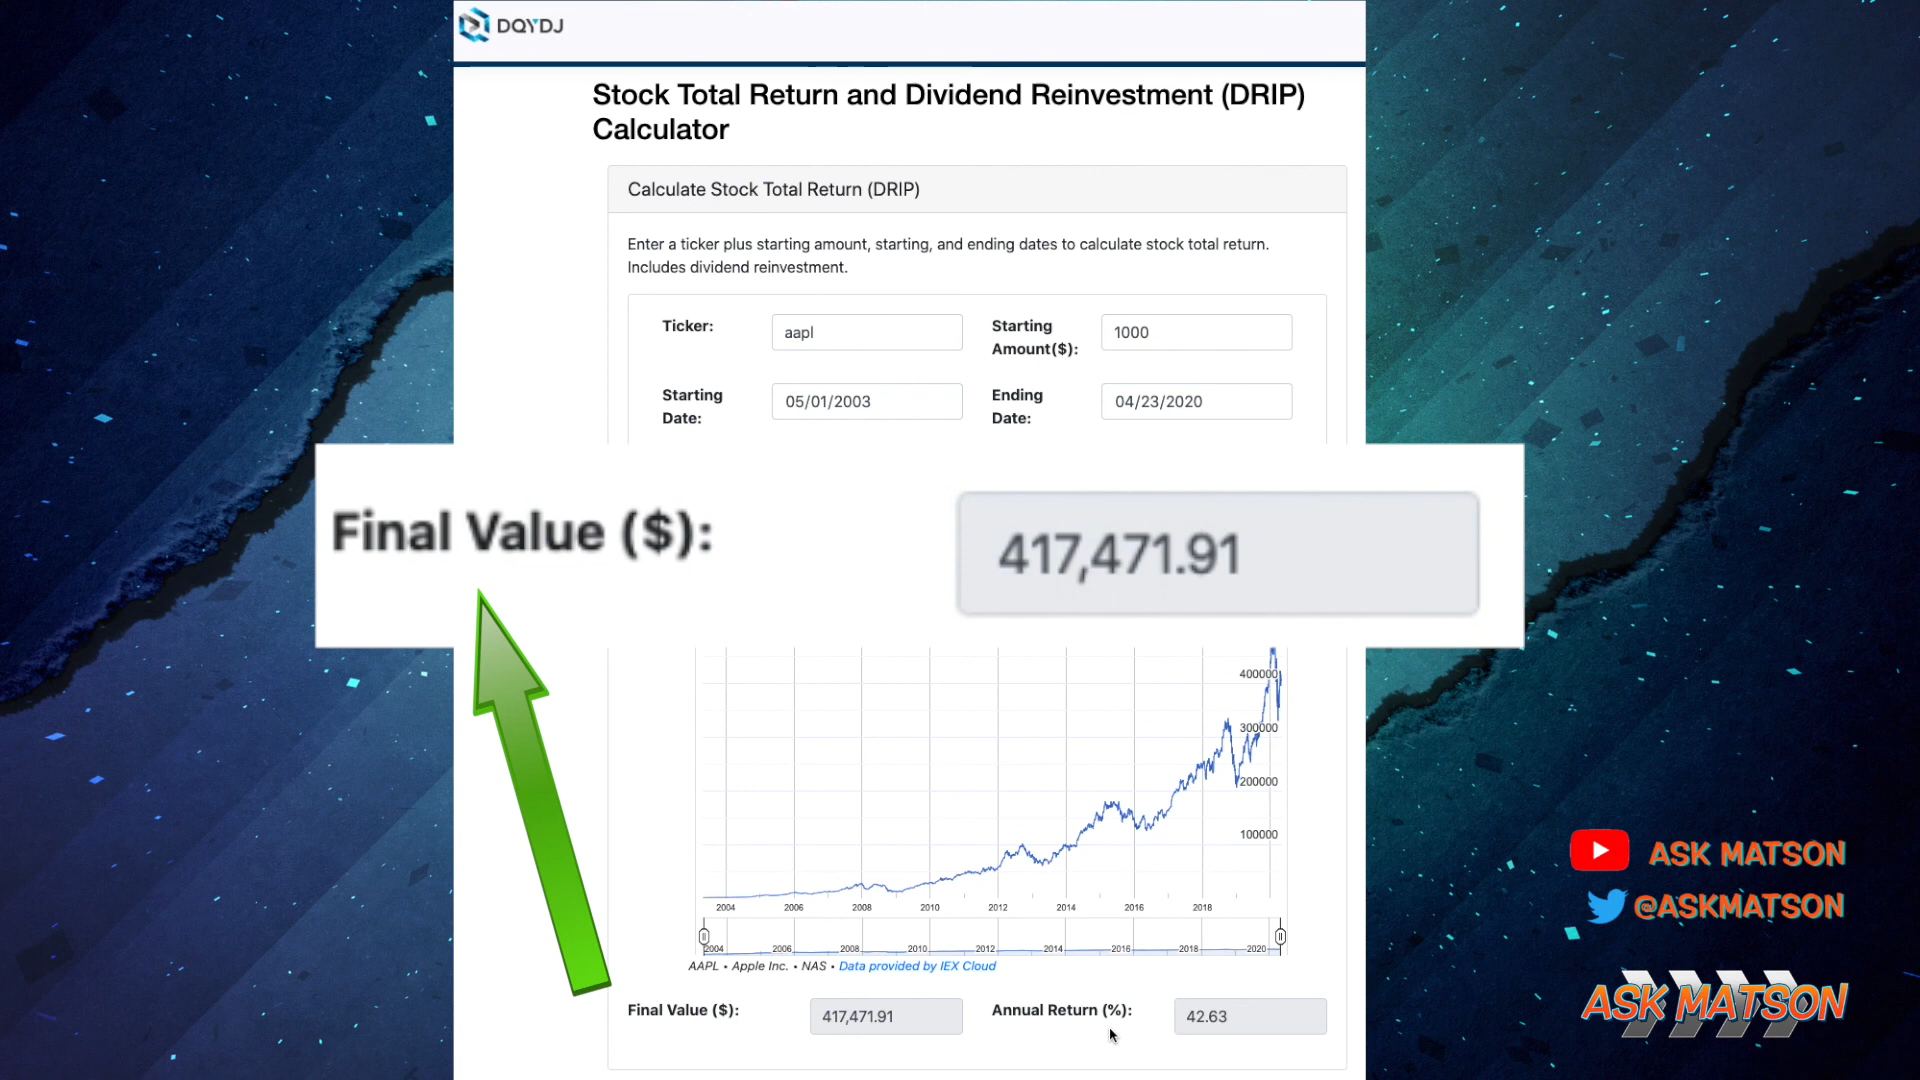 DQYDJ
Stock Total Return and Dividend Reinvestment (DRIP)
Calculator
Calculate Stock Total Return (DRIP)
Enter a ticker plus starting amount, starting, and ending dates to calculate stock total return.
Includes dividend reinvestment.
Ticker:
aapl
Starting
Amount($):
1000
Starting
Date:
05/01/2003
Ending
Date:
04/23/2020
Final Value ($):
417,471.91
400000
300000
200000
100000
2004 2006 2008 2010 2012 2014 2016 2018
2004 2006 2008 2010 2012 2014 2016 2018 2020
AAPL • Apple Inc. • NAS • Data provided by IEX Cloud
Final Value ($):
417,471.91
Annual Return (%):
42.63
ASK MATSON
@ASKMATSON
ASK MATSON